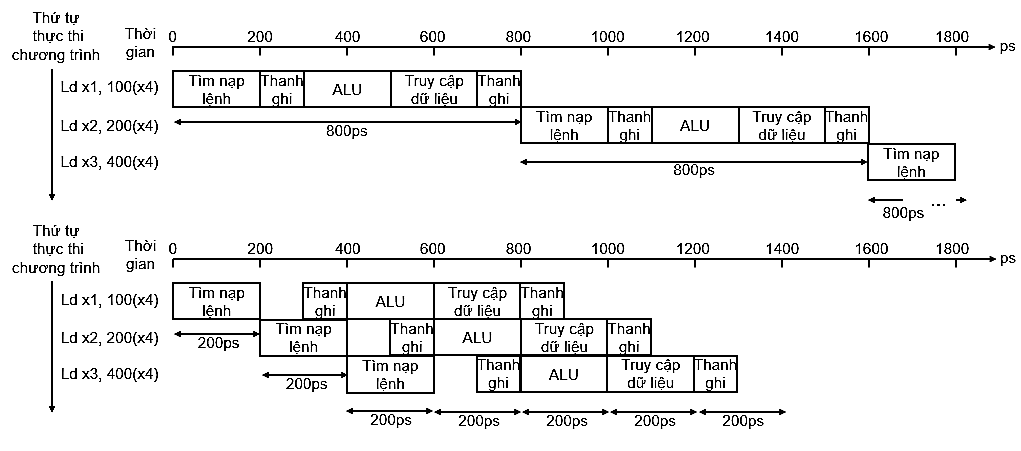 Thứ tự
thực thi
chương trình
Thời
gian
0 200 400 600 800 1000 1200 1400 1600 1800 ps
Ld x1, 100(x4)
Tìm nạp
lệnh
Thanh
ghi
ALU
Truy cập
dữ liệu
Thanh
ghi
800ps
Ld x2, 200(x4)
Tìm nạp
lệnh
Thanh
ghi
ALU
Truy cập
dữ liệu
Thanh
ghi
800ps
Ld x3, 400(x4)
Tìm nạp
lệnh
...
800ps
Thứ tự
thực thi
chương trình
Thời
gian
0 200 400 600 800 1000 1200 1400 1600 1800 ps
Ld x1, 100(x4)
Tìm nạp
lệnh
Thanh
ghi
ALU
Truy cập
dữ liệu
Thanh
ghi
200ps
Ld x2, 200(x4)
Tìm nạp
lệnh
Thanh
ghi
ALU
Truy cập
dữ liệu
Thanh
ghi
200ps
Ld x3, 400(x4)
Tìm nạp
lệnh
Thanh
ghi
ALU
Truy cập
dữ liệu
Thanh
ghi
200ps 200ps 200ps 200ps 200ps